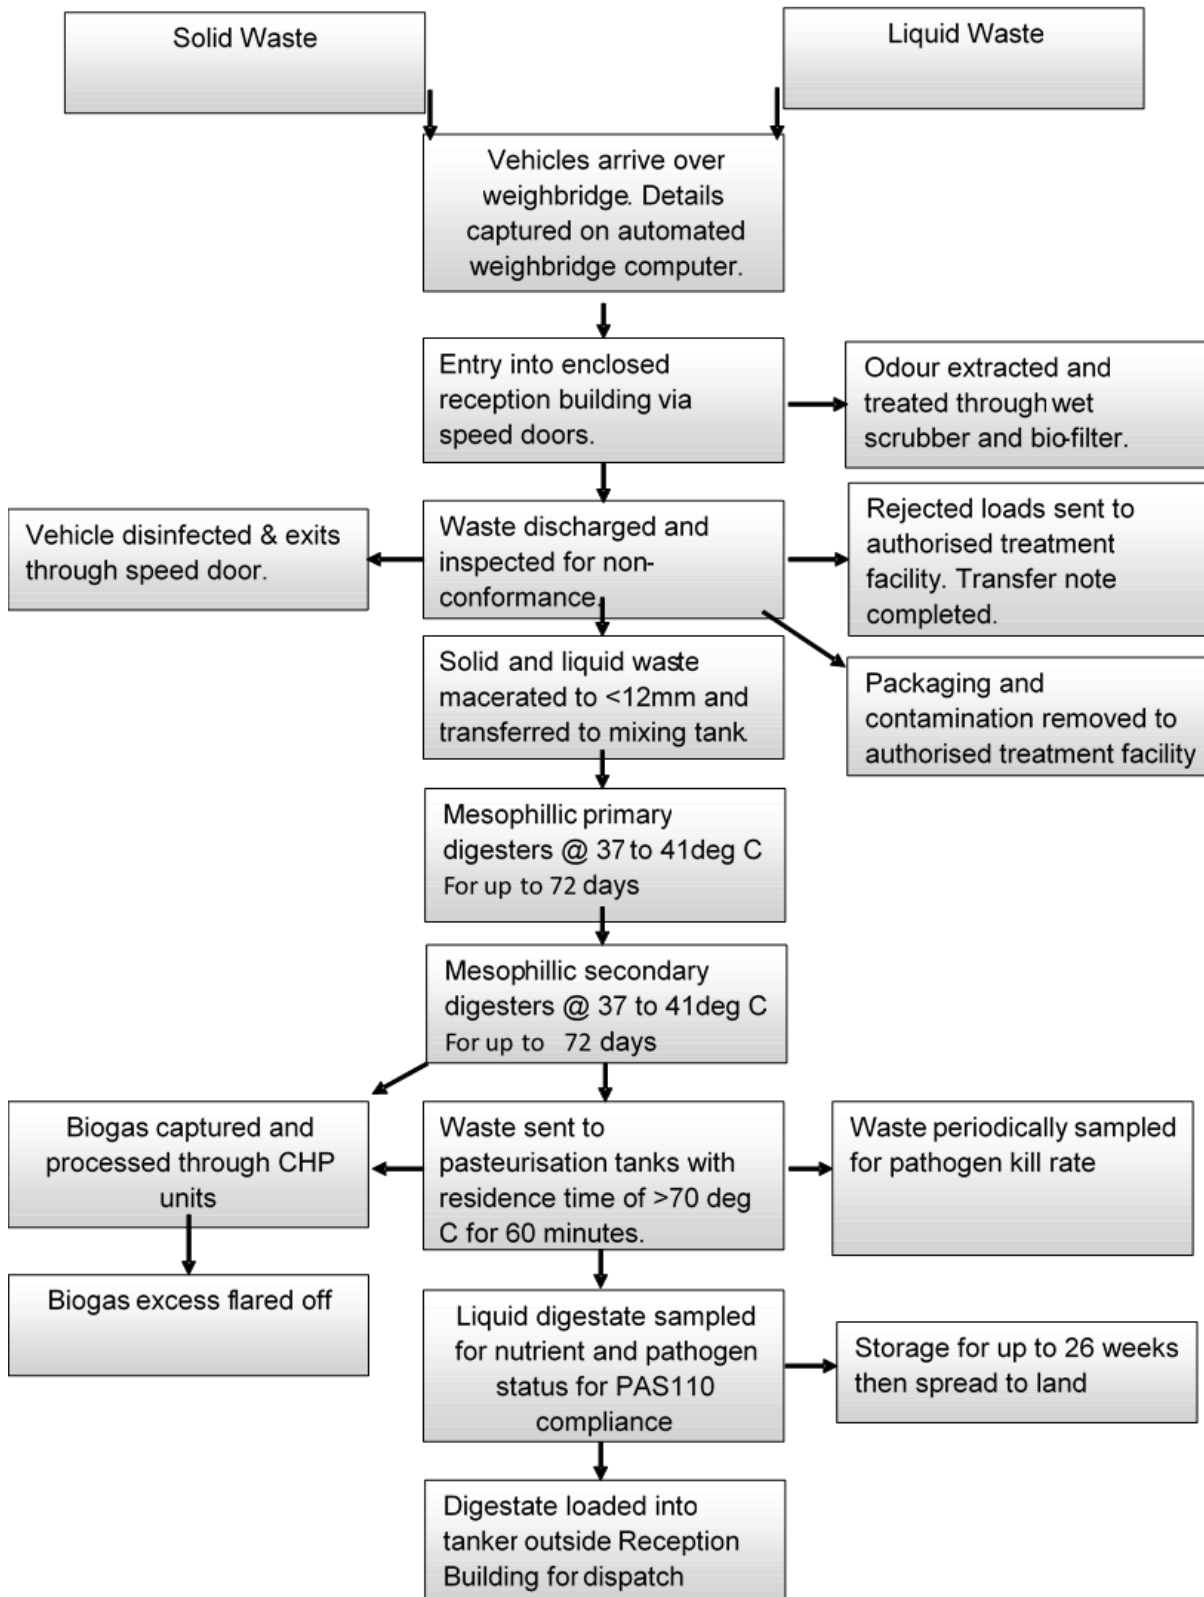 Solid Waste
Liquid Waste
Vehicles arrive over
weighbridge. Details
captured on automated
weighbridge computer.
Entry into enclosed
reception building via
speed doors.
Odour extracted and
treated through wet
scrubber and bio-filter.
Vehicle disinfected & exits
through speed door.
Waste discharged and
inspected for non-
conformance.
Rejected loads sent to
authorised treatment
facility. Transfer note
completed.
Solid and liquid waste
macerated to <12mm and
transferred to mixing tank.
Packaging and
contamination removed to
authorised treatment facility
Mesophillic primary
digesters @ 37 to 41deg C
For up to 72 days
Mesophillic secondary
digesters @ 37 to 41deg C
For up to 72 days
Biogas captured and
processed through CHP
units
Waste sent to
pasteurisation tanks with
residence time of >70 deg
C for 60 minutes.
Waste periodically sampled
for pathogen kill rate
Biogas excess flared off
Liquid digestate sampled
for nutrient and pathogen
status for PAS110
compliance
Storage for up to 26 weeks
then spread to land
Digestate loaded into
tanker outside Reception
Building for dispatch